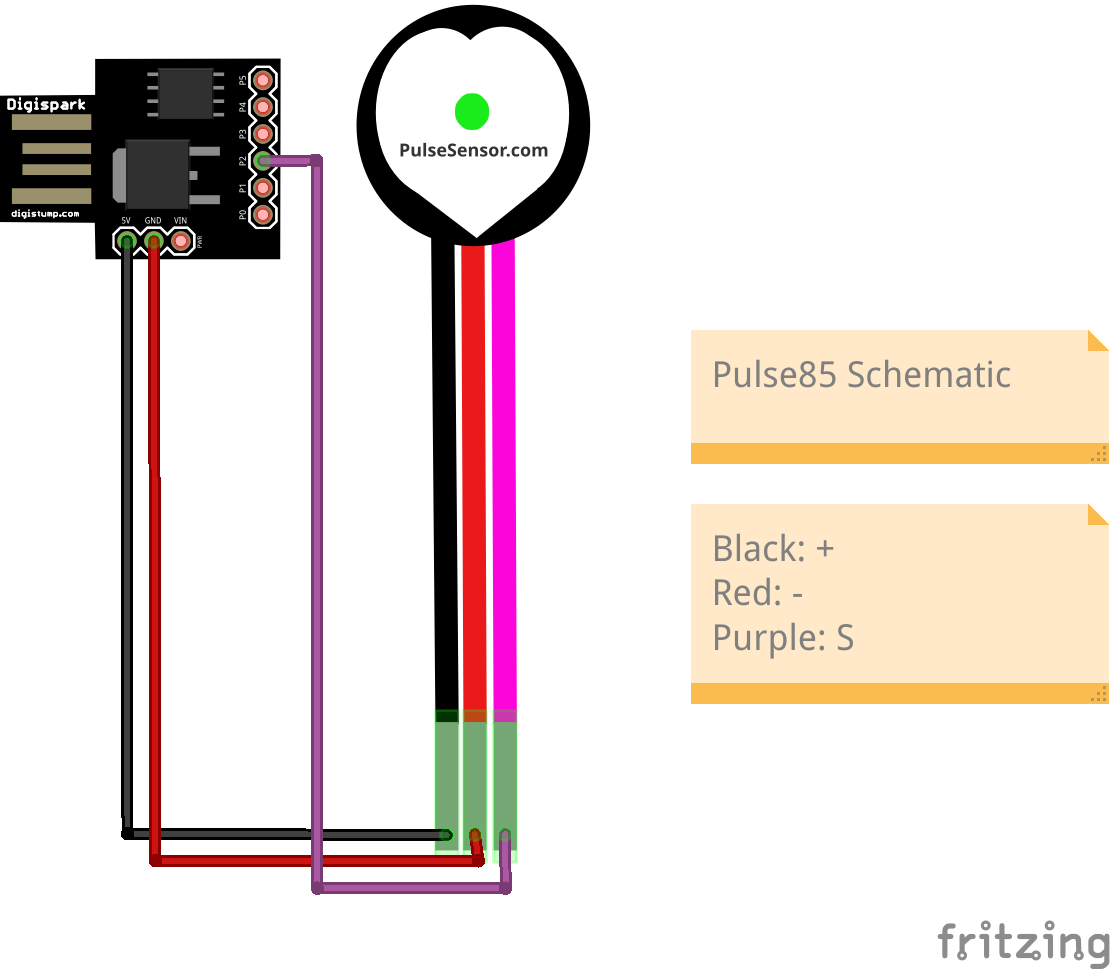 Digispark
digistump.com
P5
P4
P3
P2
P1
P0
5V
GND
VIN
PWR
PulseSensor.com
Pulse85 Schematic
Black: +
Red: -
Purple: S
fritzing